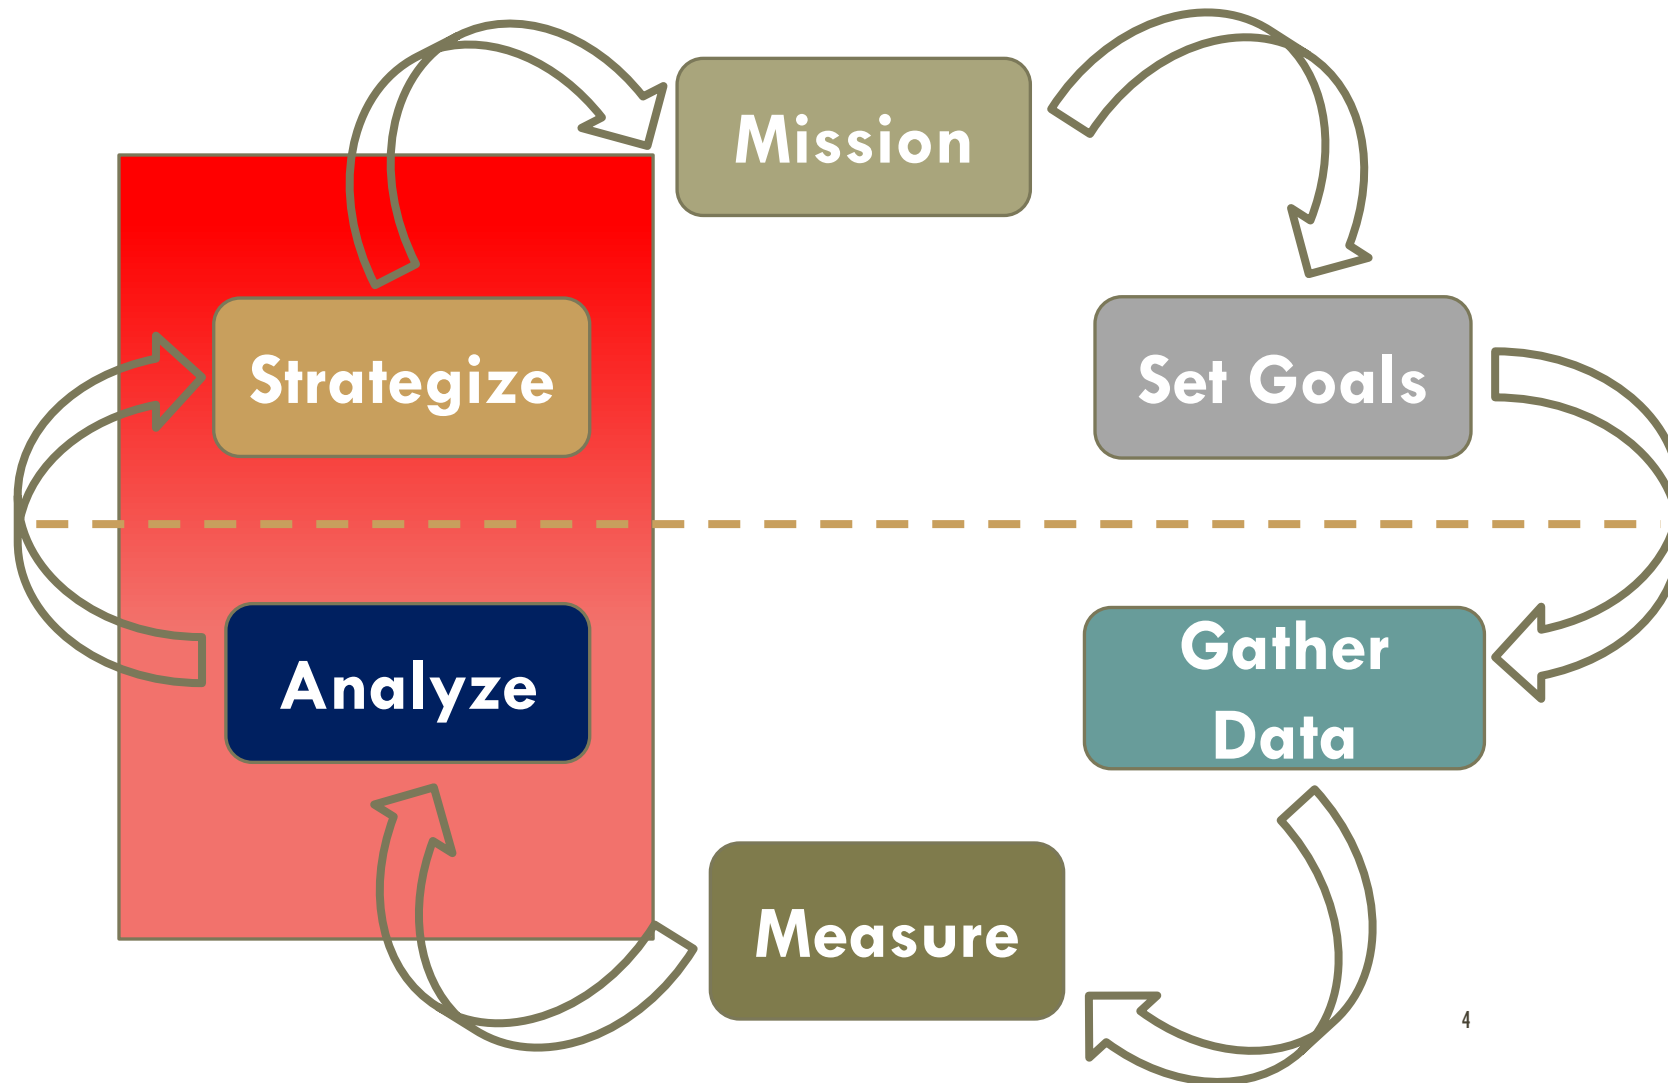 Mission
Strategize
Set Goals
Analyze
Gather
Data
Measure
4